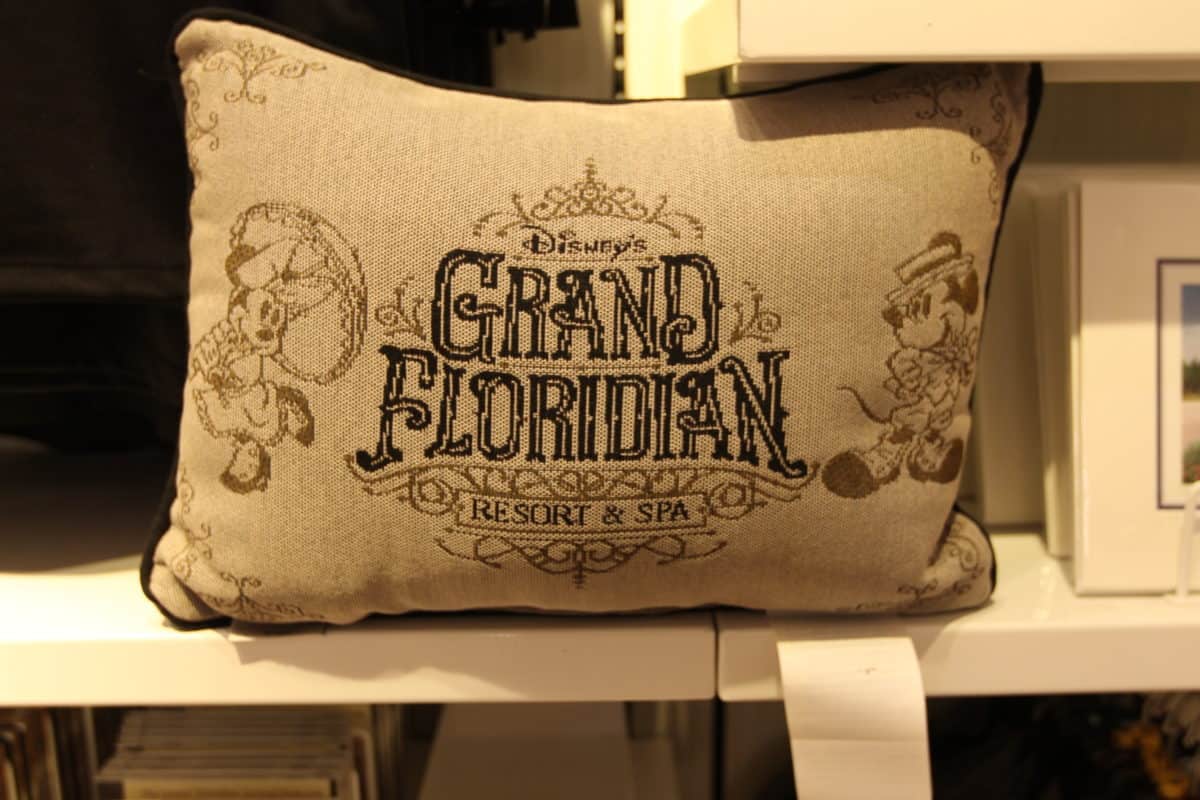 Disney's
GRAND
FLORIDIAN
RESORT & SPA